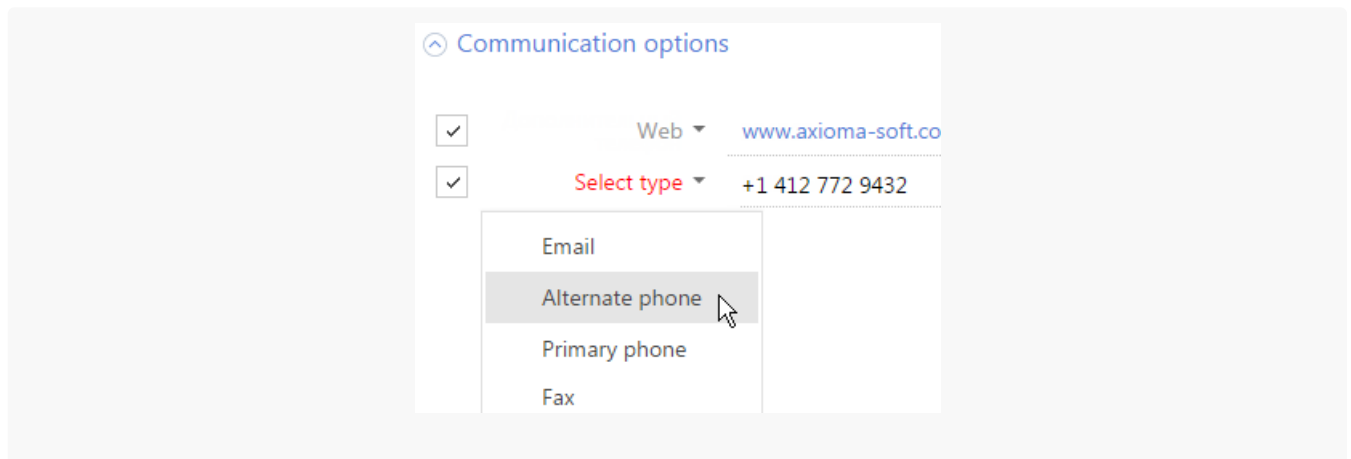 Communication options
Web www.axioma-soft.co
Select type +1 412 772 9432
Email
Alternate phone
Primary phone
Fax